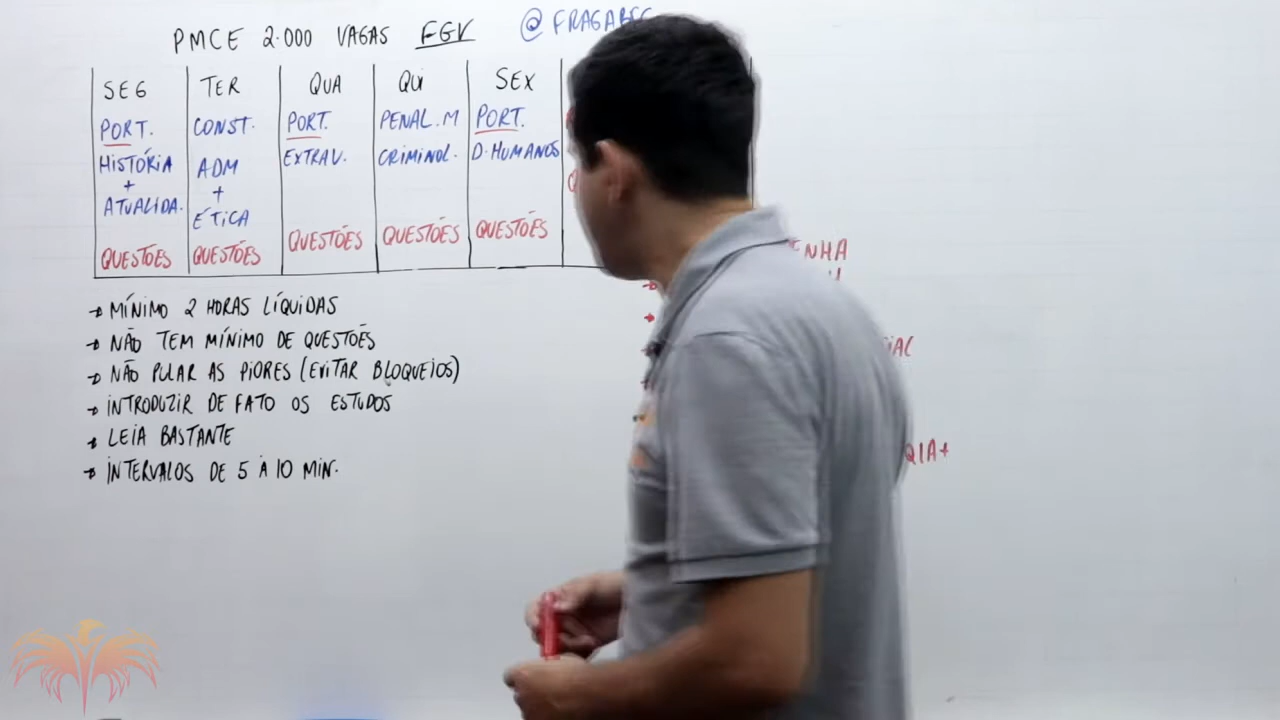 PMCE 2.000 VAGAS FGV
SEG TER QUA QUI SEX
PORT. CONST. PORT. PENAL.M PORT.
HISTÓRIA ADM EXTRAV. CRIMINOL. D.HUMANOS
+ +
ATUALIDA. ÉTICA
QUESTÕES QUESTÕES QUESTÕES QUESTÕES QUESTÕES
→ MÍNIMO 2 HORAS LÍQUIDAS
→ NÃO TEM MÍNIMO DE QUESTÕES
→ NÃO PULAR AS PIORES (EVITAR BLOQUEIOS)
→ INTRODUZIR DE FATO OS ESTUDOS
→ LEIA BASTANTE
→ INTERVALOS DE 5 À 10 MIN.